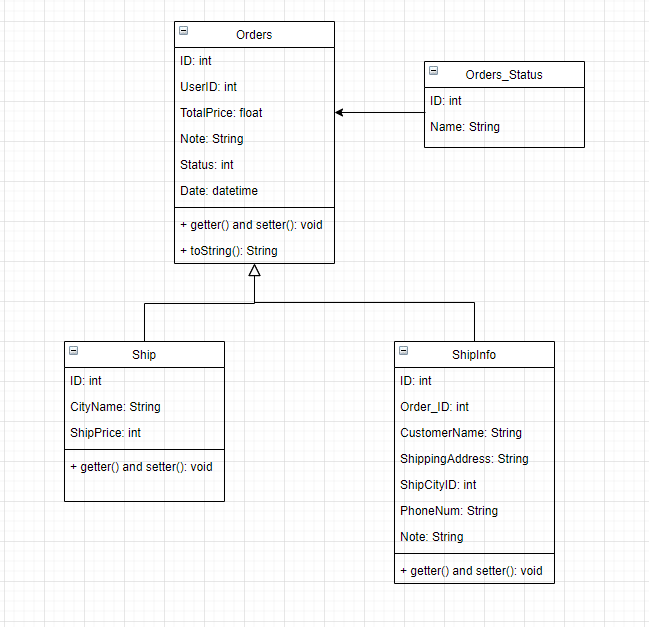 Orders
ID: int
UserID: int
TotalPrice: float
Note: String
Status: int
Date: datetime
+ getter() and setter(): void
+ toString(): String
Orders_Status
ID: int
Name: String
Ship
ID: int
CityName: String
ShipPrice: int
+ getter() and setter(): void
ShipInfo
ID: int
Order_ID: int
CustomerName: String
ShippingAddress: String
ShipCityID: int
PhoneNum: String
Note: String
+ getter() and setter(): void